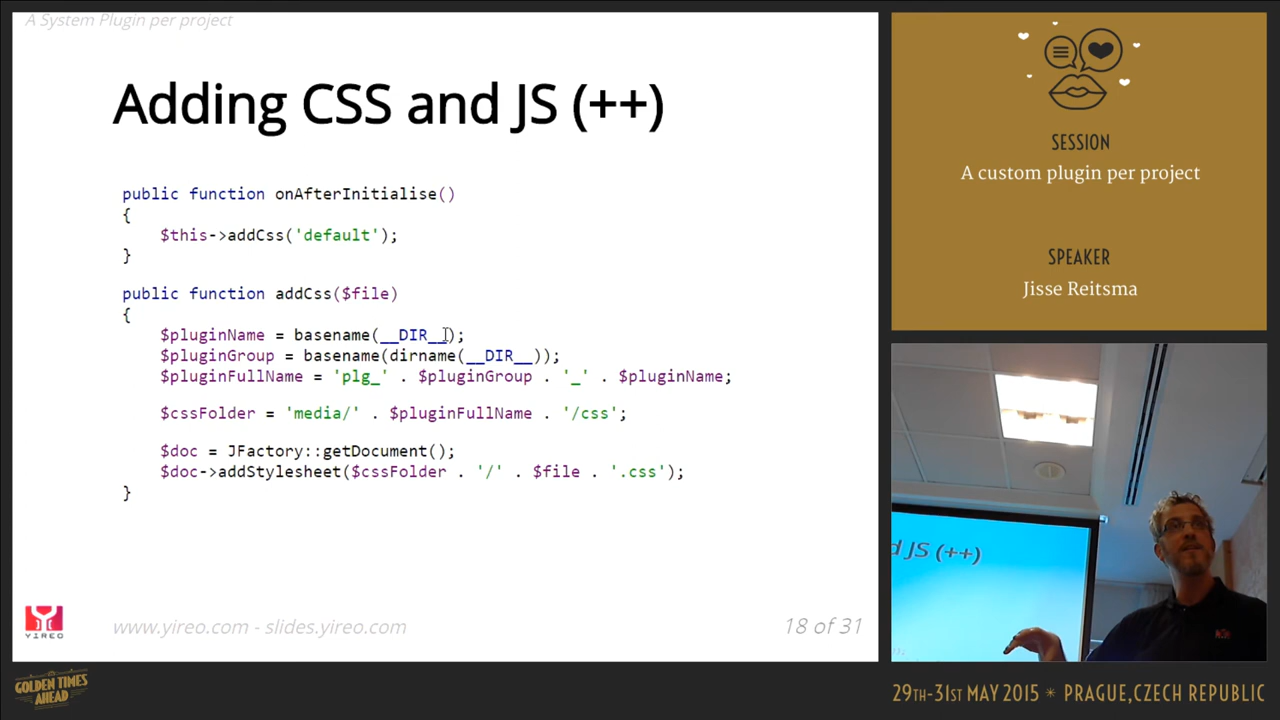 A System Plugin per project
Adding CSS and JS (++)
public function onAfterInitialise()
{
$this->addCss('default');
}
public function addCss($file)
{
$pluginName = basename(__DIR__);
$pluginGroup = basename(dirname(__DIR__));
$pluginFullName = 'plg_' . $pluginGroup . '_' . $pluginName;
$cssFolder = 'media/' . $pluginFullName . '/css';
$doc = JFactory::getDocument();
$doc->addStylesheet($cssFolder . '/' . $file . '.css');
}
YIREO
www.yireo.com - slides.yireo.com
18 of 31
SESSION
A custom plugin per project
SPEAKER
Jisse Reitsma
d JS (++)
GOLDEN TIMES
AHEAD
29TH-31ST MAY 2015 * PRAGUE,CZECH REPUBLIC